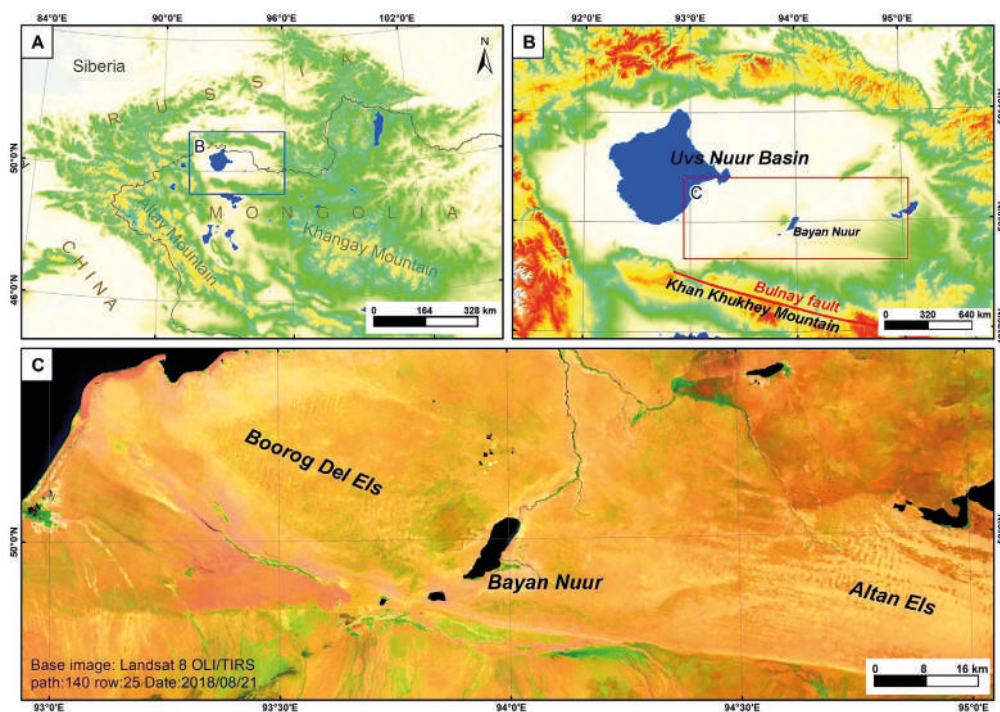 84°0'E
90°0'E
96°0'E
102°0'E
A
Siberia
N
RUSSIA
50°0'N
B
MONGOLIA
Altay Mountain
Khangay Mountain
CHINA
46°0'N
0 164 328 km
92°0'E
93°0'E
94°0'E
95°0'E
B
Uvs Nuur Basin
C
Bayan Nuur
Bulnay fault
Khan Khukhey Mountain
0 320 640 km
C
Boorog Del Els
50°0'N
Bayan Nuur
Altan Els
Base image: Landsat 8 OLI/TIRS
path:140 row:25 Date:2018/08/21
0 8 16 km
93°0'E
93°30'E
94°0'E
94°30'E
95°0'E